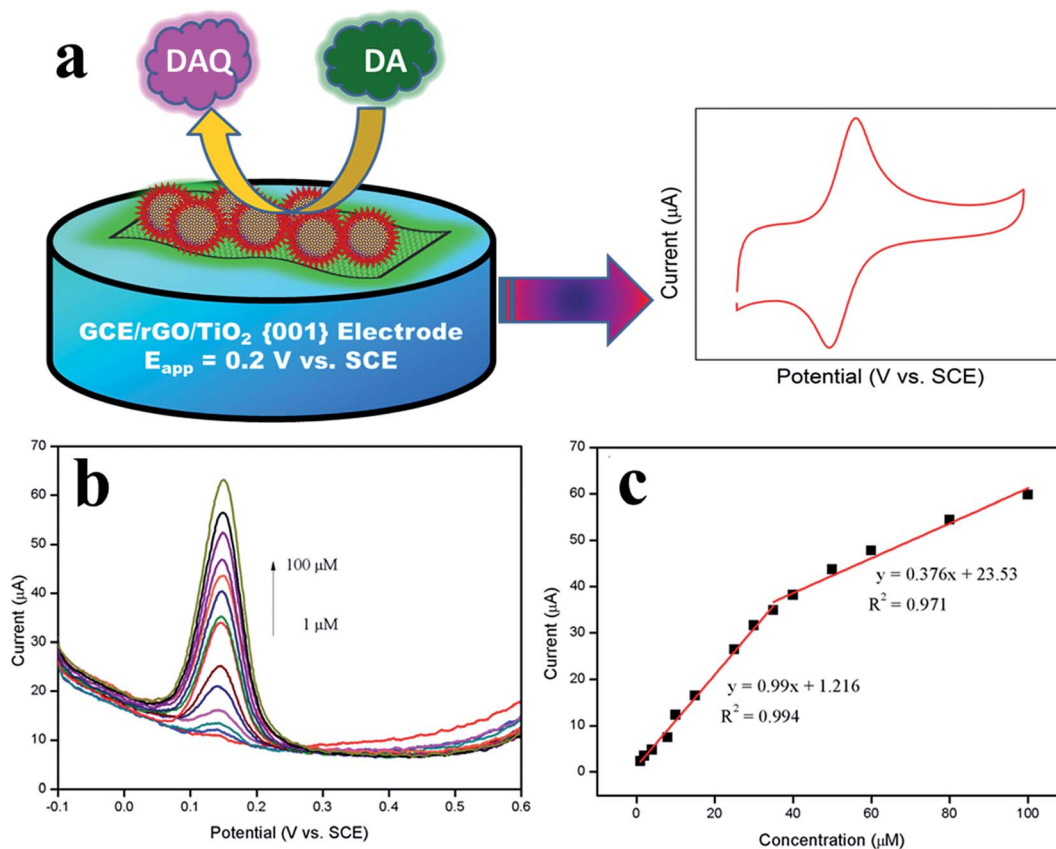 a
DAQ
DA
GCE/rGO/TiO₂ {001} Electrode
E_app = 0.2 V vs. SCE
Current (µA)
Potential (V vs. SCE)
b
70
60
50
40
30
20
10
0
Current (µA)
100 µM
1 µM
-0.1 0.0 0.1 0.2 0.3 0.4 0.5 0.6
Potential (V vs. SCE)
c
70
60
50
40
30
20
10
0
Current (µA)
y = 0.376x + 23.53
R² = 0.971
y = 0.99x + 1.216
R² = 0.994
0 20 40 60 80 100
Concentration (µM)